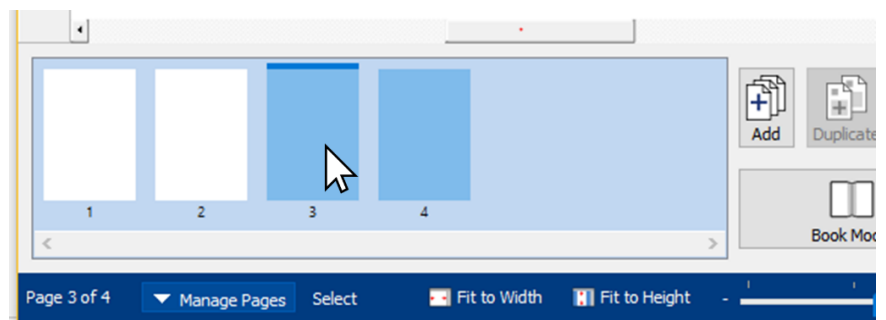 1 2 3 4
Add Duplicate
Book Mod
Page 3 of 4 Manage Pages Select Fit to Width Fit to Height -